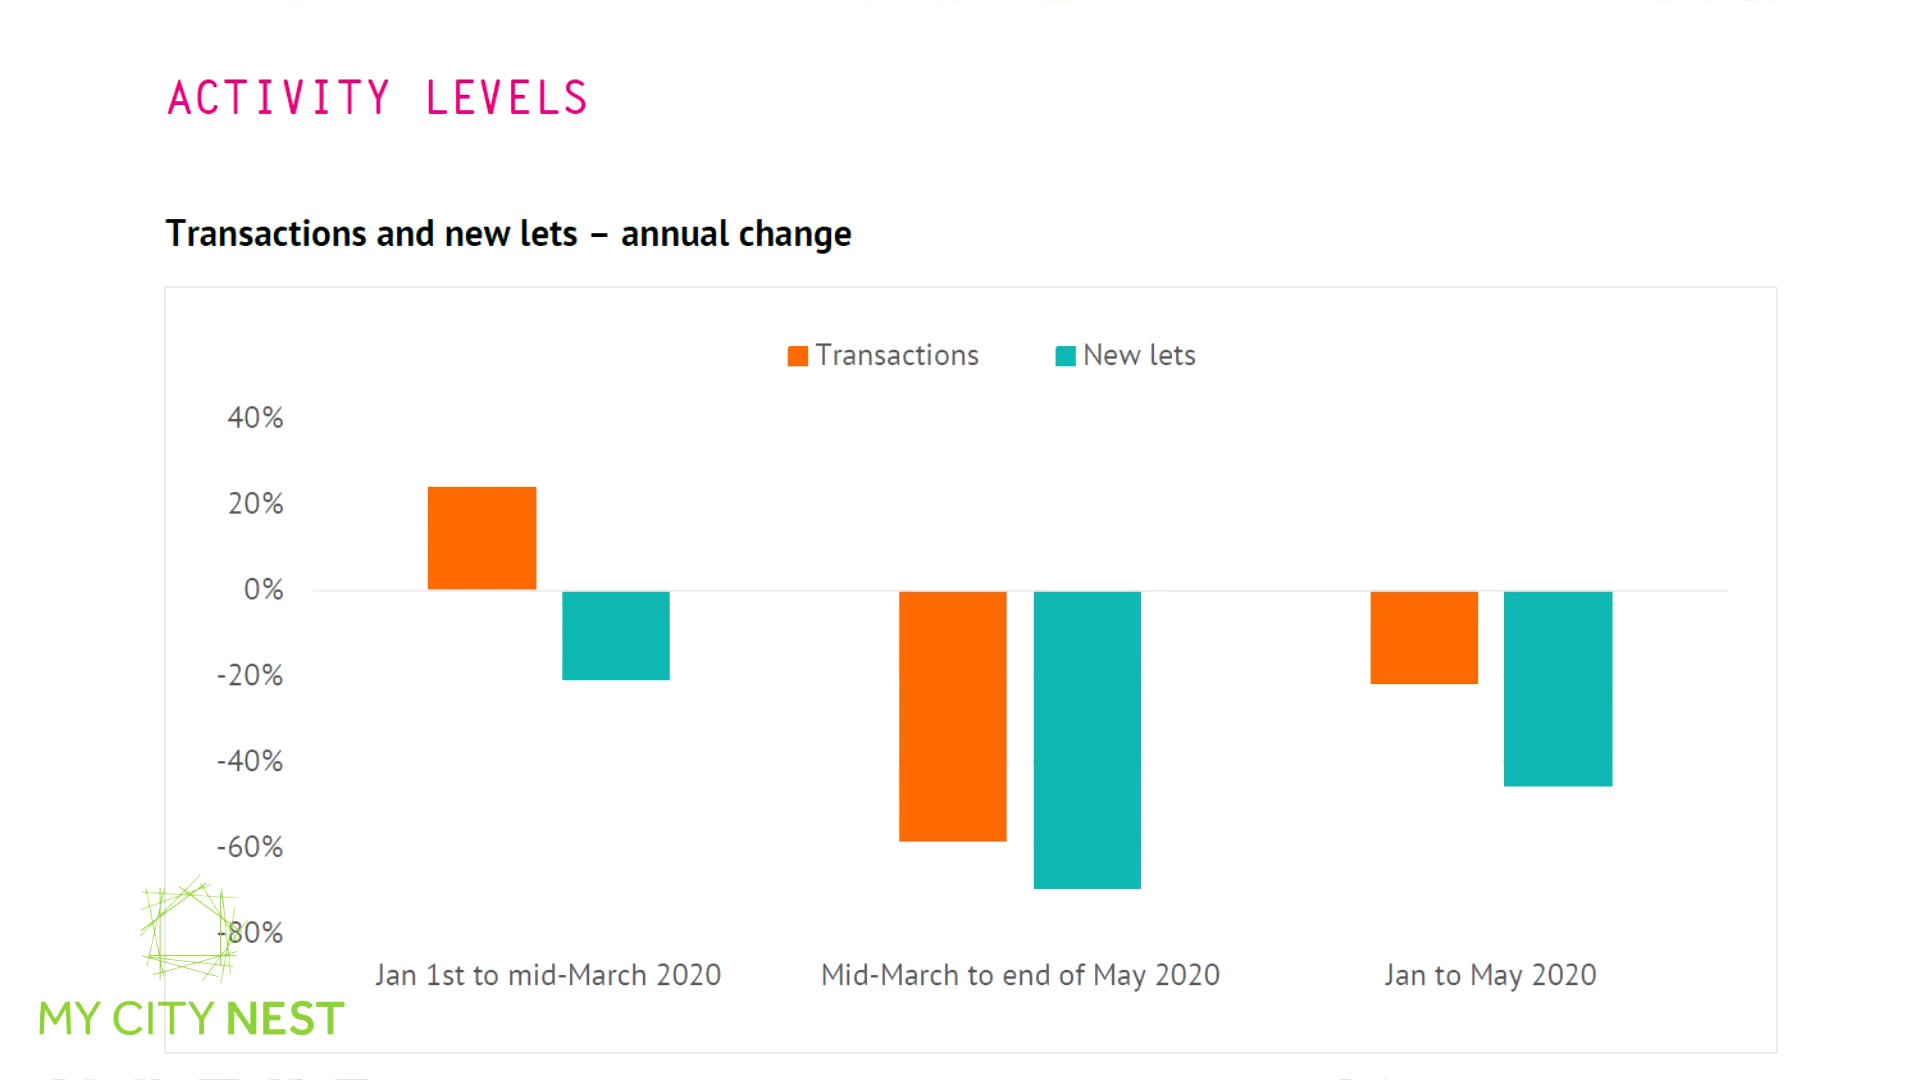 ACTIVITY LEVELS
Transactions and new lets – annual change
Transactions New lets
40%
20%
0%
-20%
-40%
-60%
-80%
Jan 1st to mid-March 2020 Mid-March to end of May 2020 Jan to May 2020
MY CITY NEST